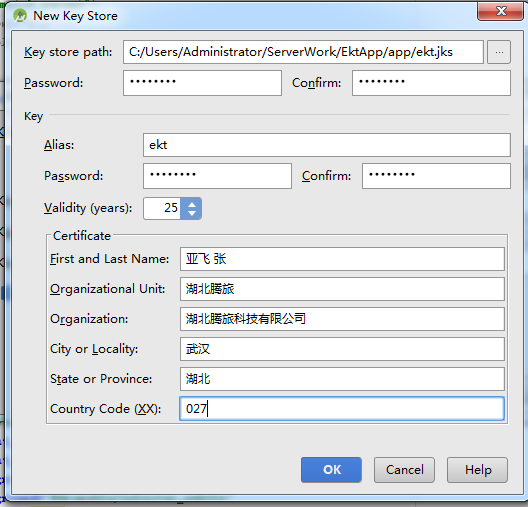 New Key Store
Key store path: C:/Users/Administrator/ServerWork/EktApp/app/ekt.jks ...
Password: •••••••• Confirm: ••••••••
Key
Alias: ekt
Password: •••••••• Confirm: ••••••••
Validity (years): 25
Certificate
First and Last Name: 亚飞 张
Organizational Unit: 湖北腾旅
Organization: 湖北腾旅科技有限公司
City or Locality: 武汉
State or Province: 湖北
Country Code (XX): 027
OK Cancel Help